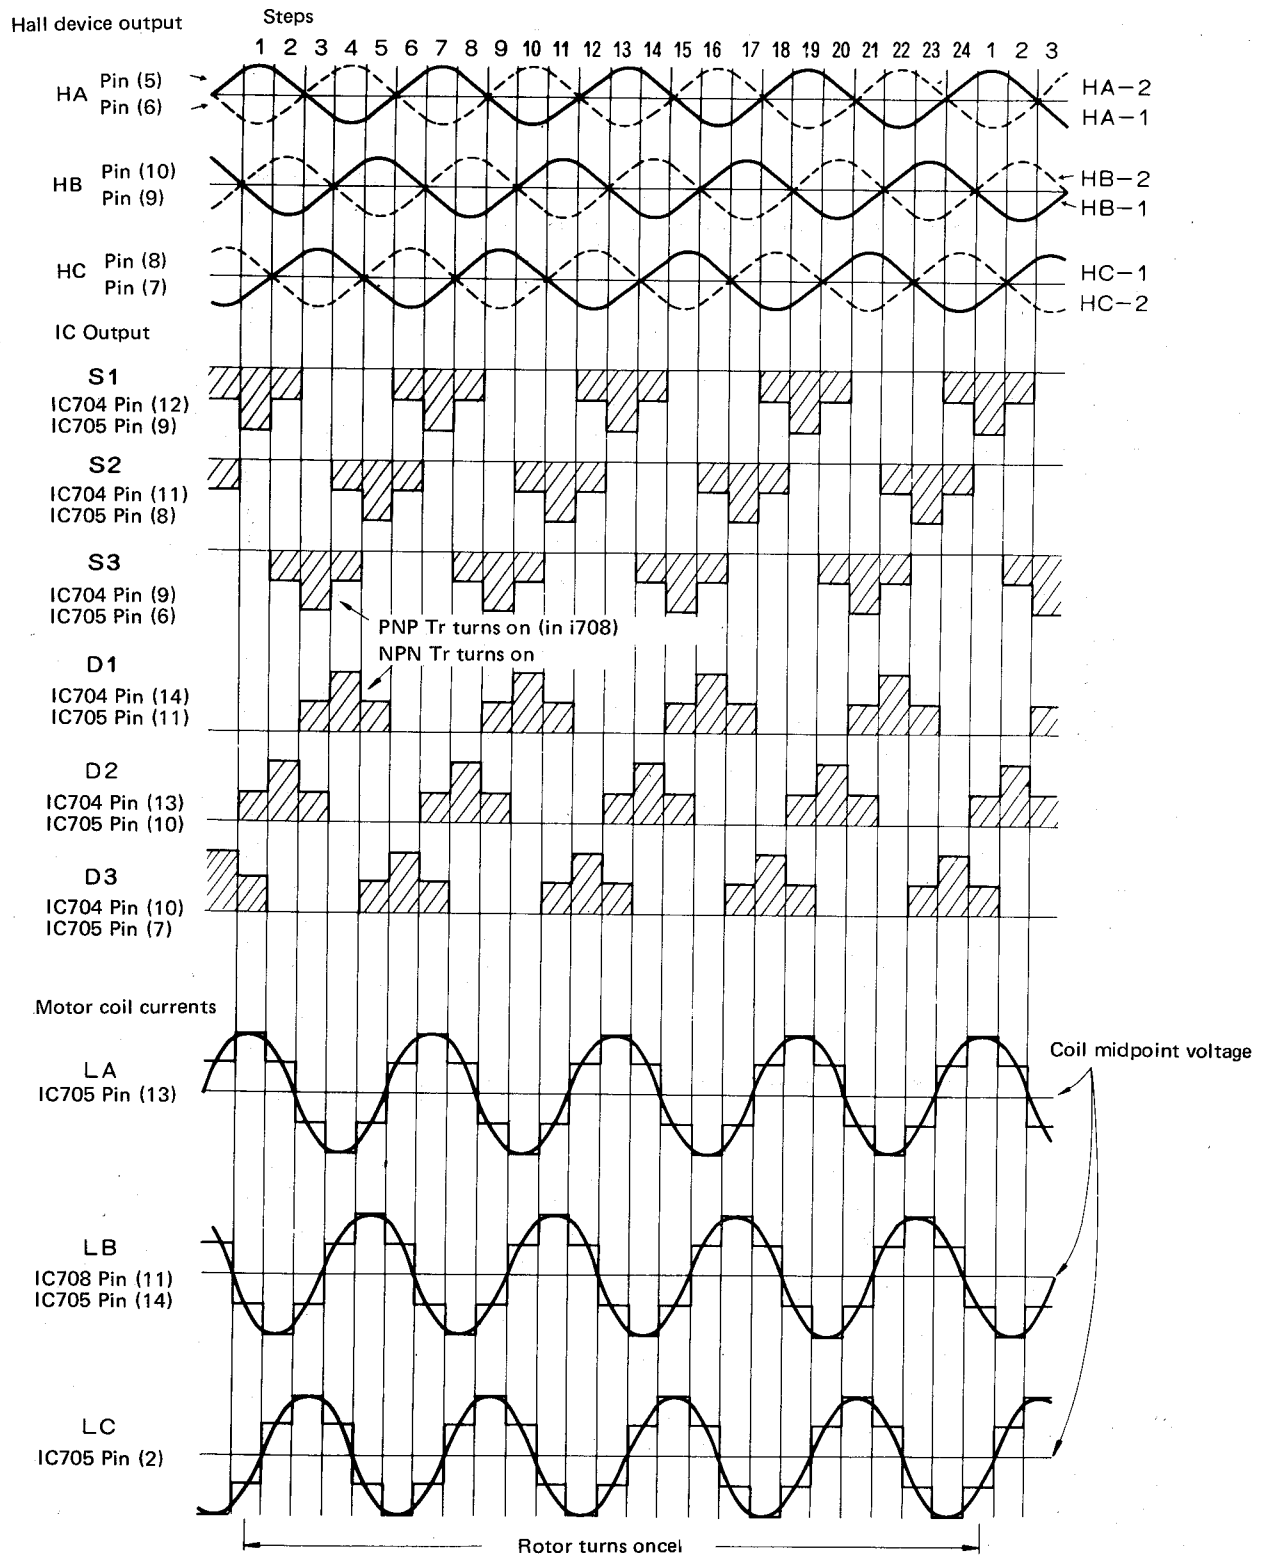 Hall device output
Steps
1 2 3 4 5 6 7 8 9 10 11 12 13 14 15 16 17 19 20 21 22 23 24 1 2 3
HA Pin (5)
Pin (6)
HA-2
HA-1
HB Pin (10)
Pin (9)
HB-2
HB-1
HC Pin (8)
Pin (7)
HC-1
HC-2
IC Output
S1
IC704 Pin (12)
IC705 Pin (9)
S2
IC704 Pin (11)
IC705 Pin (8)
S3
IC704 Pin (9)
IC705 Pin (6)
PNP Tr turns on (in i708)
NPN Tr turns on
D1
IC704 Pin (14)
IC705 Pin (11)
D2
IC704 Pin (13)
IC705 Pin (10)
D3
IC704 Pin (10)
IC705 Pin (7)
Motor coil currents
Coil midpoint voltage
LA
IC705 Pin (13)
LB
IC708 Pin (11)
IC705 Pin (14)
LC
IC705 Pin (2)
Rotor turns oncel